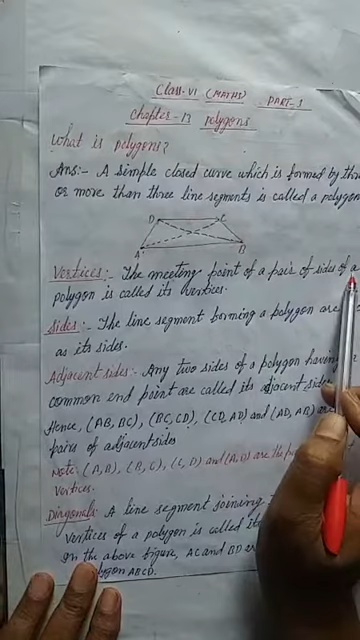 Class-VI (MATHS) PART-1
Chapter-13 Polygons
What is polygons?
Ans:- A simple closed curve which is formed by
or more than three line segments is called a polygon
D C
A B
Vertices:- The meeting point of a pair of sides of a
polygon is called its vertices.
Sides:- The line segment forming a polygon are
as its sides.
Adjacent sides:- Any two sides of a polygon having
common end point are called its adjacent sides
Hence, (AB, BC), (BC, CD), (CD, AD) and (AD, AB) are
pairs of adjacent sides
Note: (A, B), (B, C), (C, D) and (A, D) are the
vertices.
Diagonals:- A line segment joining
vertices of a polygon is called its
In the above figure, AC and BD
polygon ABCD.